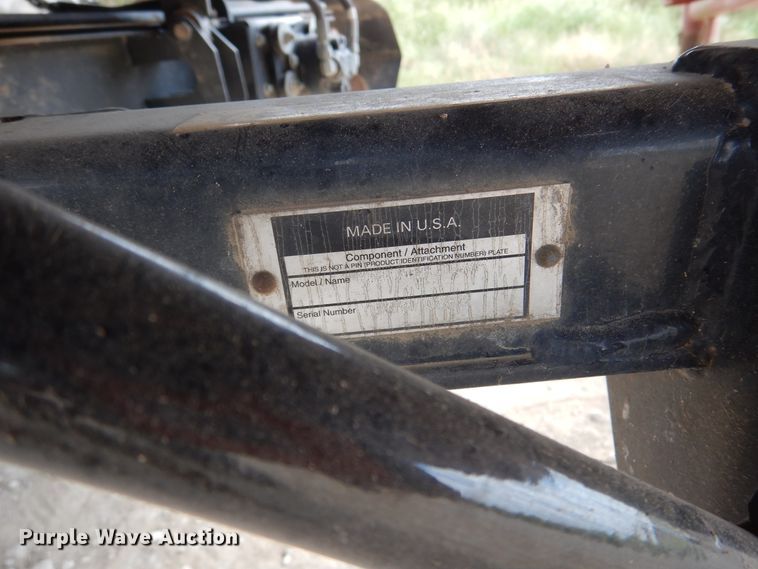 MADE IN U.S.A.
Component / Attachment
THIS IS NOT A PIN (PRODUCT IDENTIFICATION NUMBER) PLATE
Model / Name
Serial Number
Purple Wave Auction